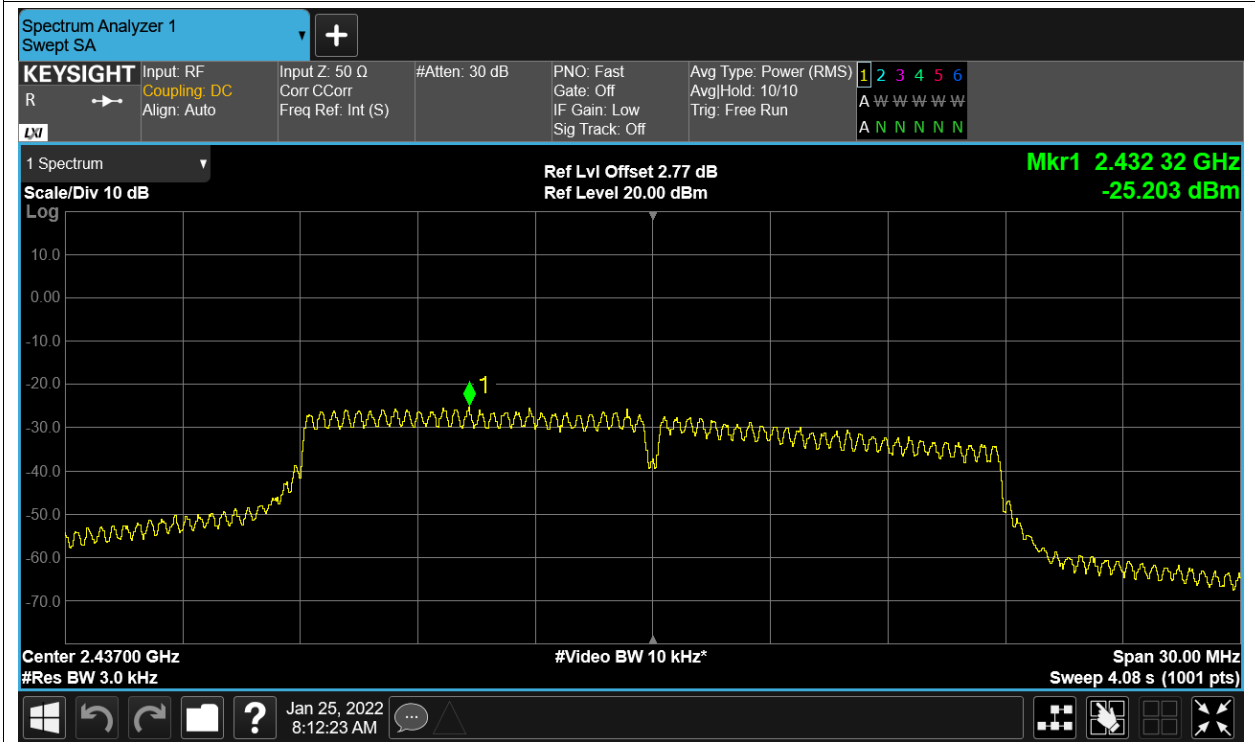 Spectrum Analyzer 1
Swept SA
+
KEYSIGHT
R
LXI
Input: RF
Coupling: DC
Align: Auto
Input Z: 50 Ω
Corr CCorr
Freq Ref: Int (S)
#Atten: 30 dB
PNO: Fast
Gate: Off
IF Gain: Low
Sig Track: Off
Avg Type: Power (RMS)
Avg|Hold: 10/10
Trig: Free Run
1 2 3 4 5 6
A W W W W W
A N N N N N
1 Spectrum
Scale/Div 10 dB
Log
Ref Lvl Offset 2.77 dB
Ref Level 20.00 dBm
Mkr1 2.432 32 GHz
-25.203 dBm
10.0
0.00
-10.0
-20.0
-30.0
-40.0
-50.0
-60.0
-70.0
1
Center 2.43700 GHz
#Res BW 3.0 kHz
#Video BW 10 kHz*
Span 30.00 MHz
Sweep 4.08 s (1001 pts)
?
Jan 25, 2022
8:12:23 AM